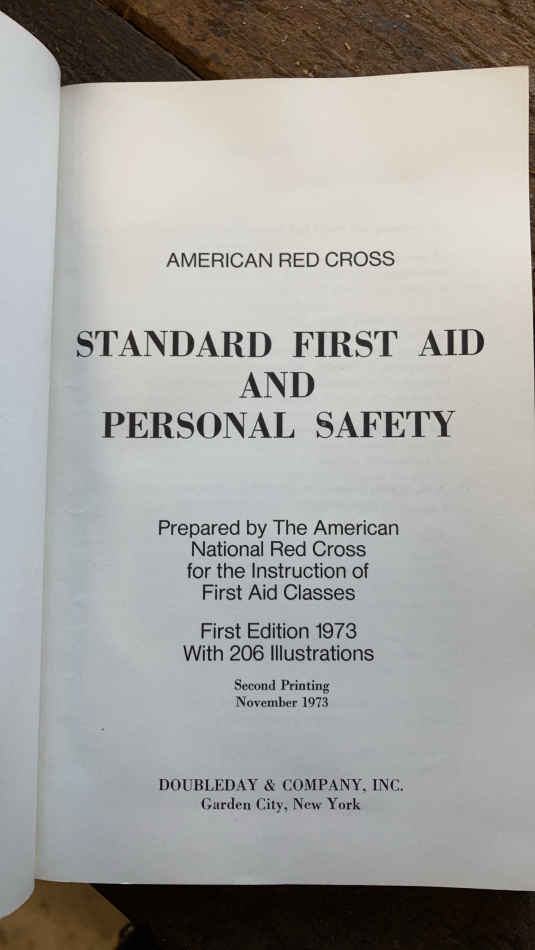 AMERICAN RED CROSS
STANDARD FIRST AID
AND
PERSONAL SAFETY
Prepared by The American
National Red Cross
for the Instruction of
First Aid Classes
First Edition 1973
With 206 Illustrations
Second Printing
November 1973
DOUBLEDAY & COMPANY, INC.
Garden City, New York